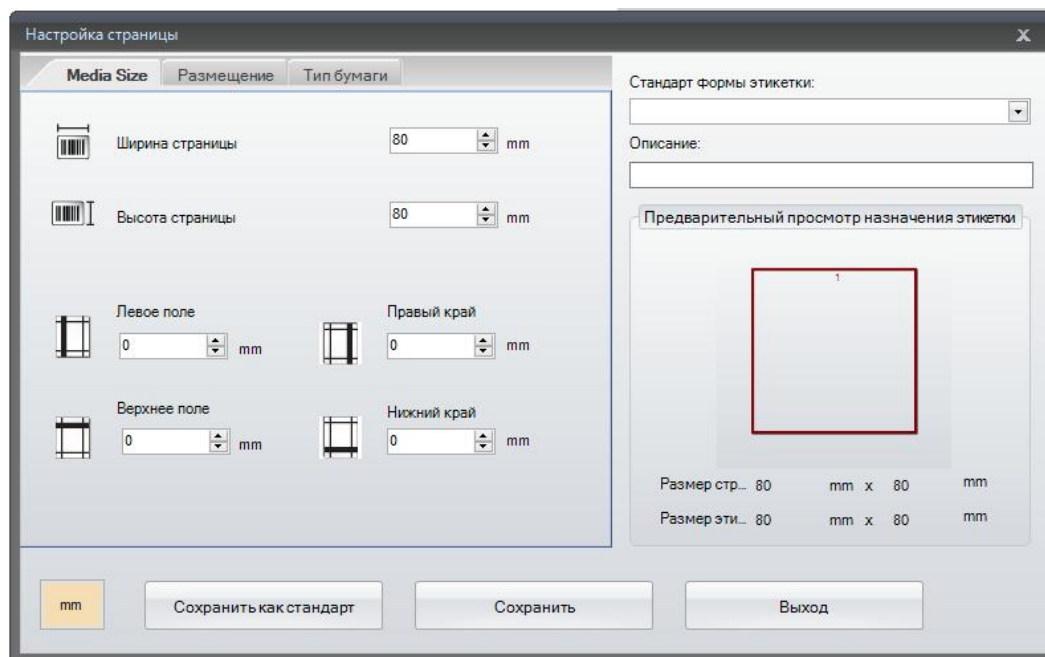 Настройка страницы
X
Media Size Размещение Тип бумаги
Ширина страницы 80 mm
Высота страницы 80 mm
Левое поле
0 mm
Правый край
0 mm
Верхнее поле
0 mm
Нижний край
0 mm
Стандарт формы этикетки:
Описание:
Предварительный просмотр назначения этикетки
1
Размер стр... 80 mm x 80 mm
Размер эти... 80 mm x 80 mm
mm
Сохранить как стандарт
Сохранить
Выход